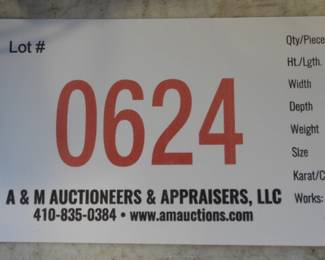 Lot #
0624
A & M AUCTIONEERS & APPRAISERS, LLC
410-835-0384 • www.amauctions.com
Qty/Piece
Ht./Lgth.
Width
Depth
Weight
Size
Karat/C
Works: